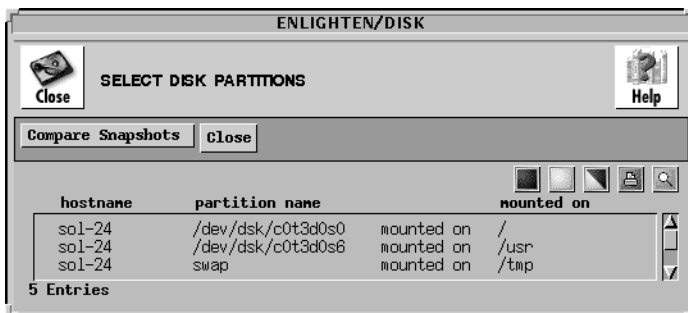 ENLIGHTEN/DISK
Close
SELECT DISK PARTITIONS
Help
Compare Snapshots Close
hostname partition name mounted on
sol-24 /dev/dsk/c0t3d0s0 mounted on /
sol-24 /dev/dsk/c0t3d0s6 mounted on /usr
sol-24 swap mounted on /tmp
5 Entries